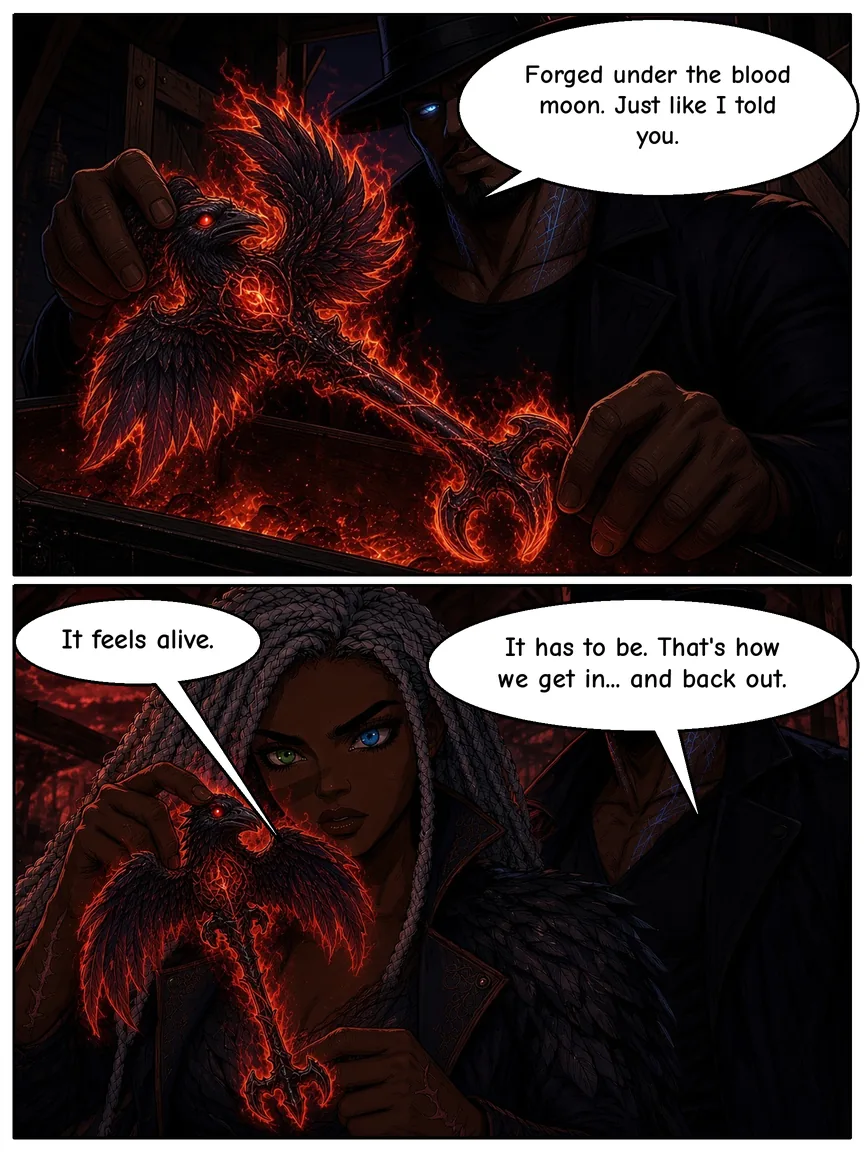 Forged under the blood
moon. Just like I told
you.
It feels alive.
It has to be. That's how
we get in... and back out.